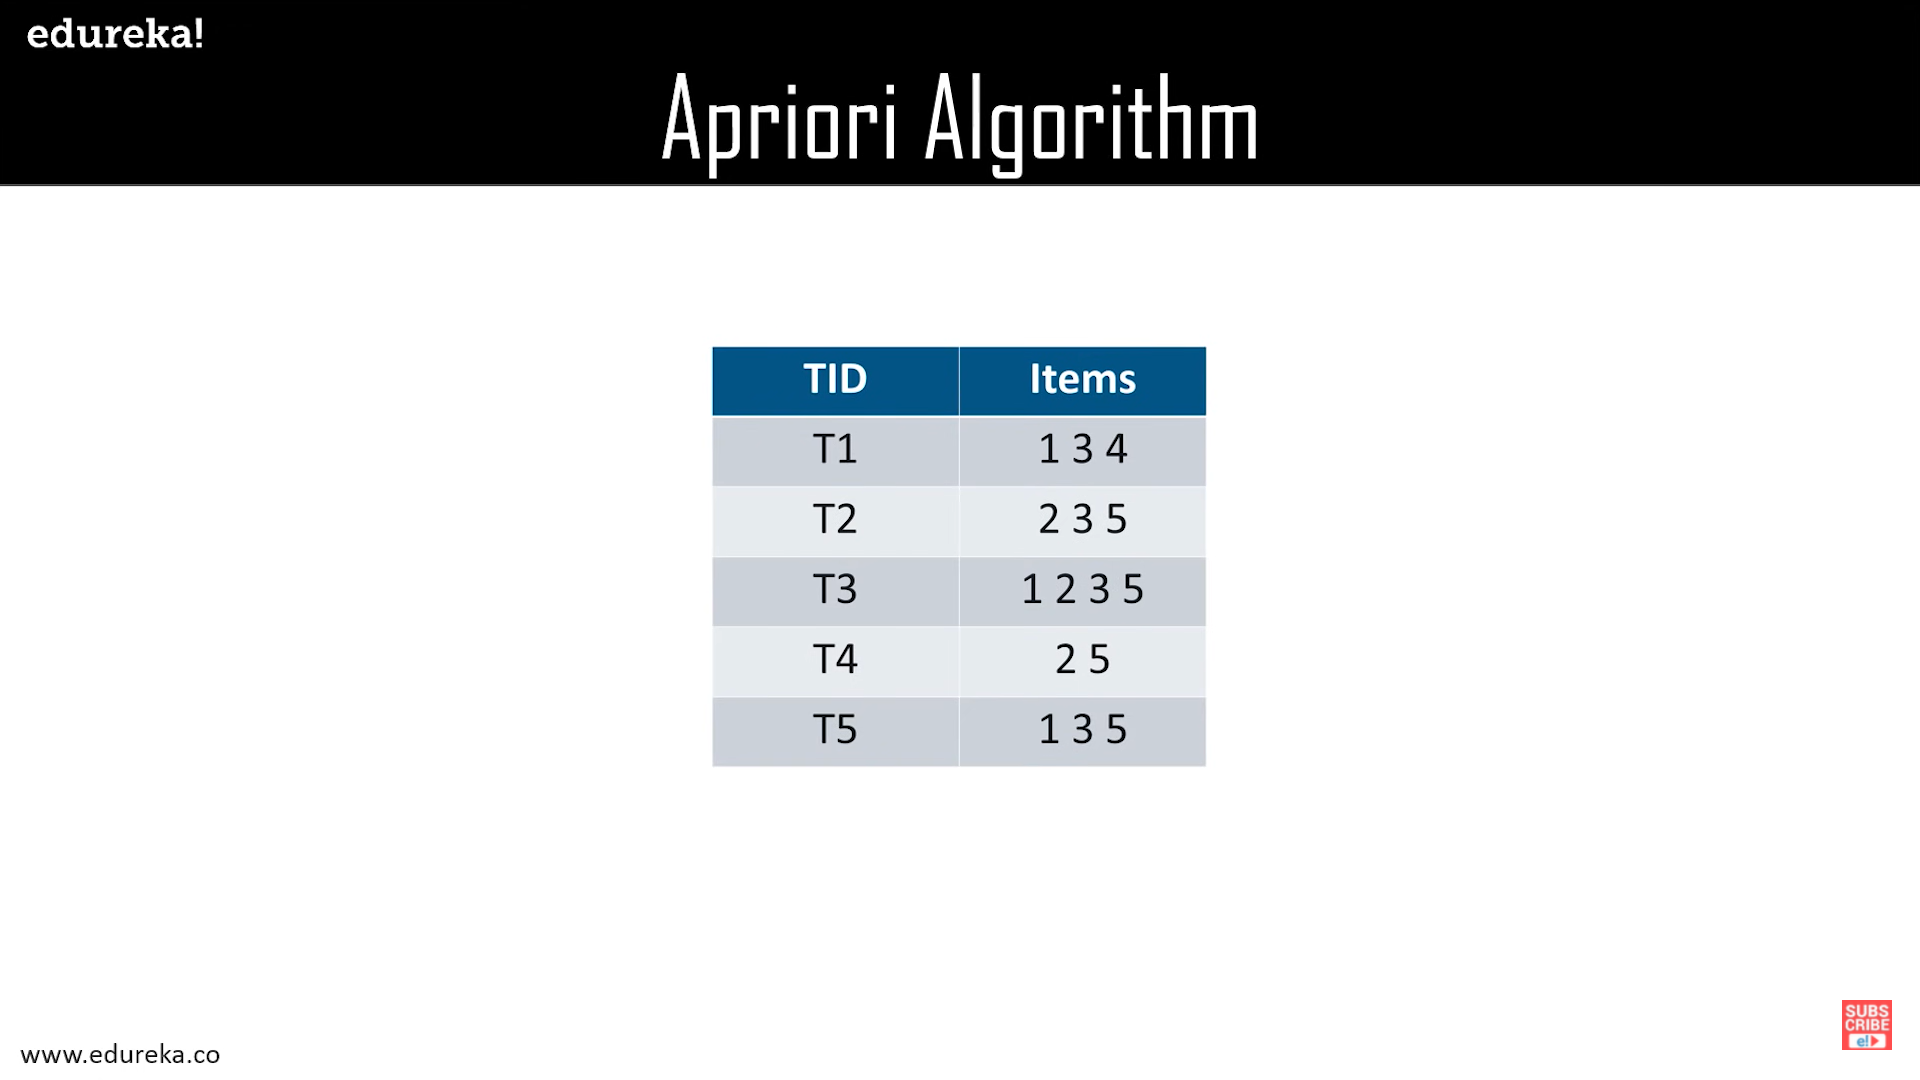 edureka!
Apriori Algorithm
TID Items
T1 1 3 4
T2 2 3 5
T3 1 2 3 5
T4 2 5
T5 1 3 5
SUBS
CRIBE
e!
www.edureka.co